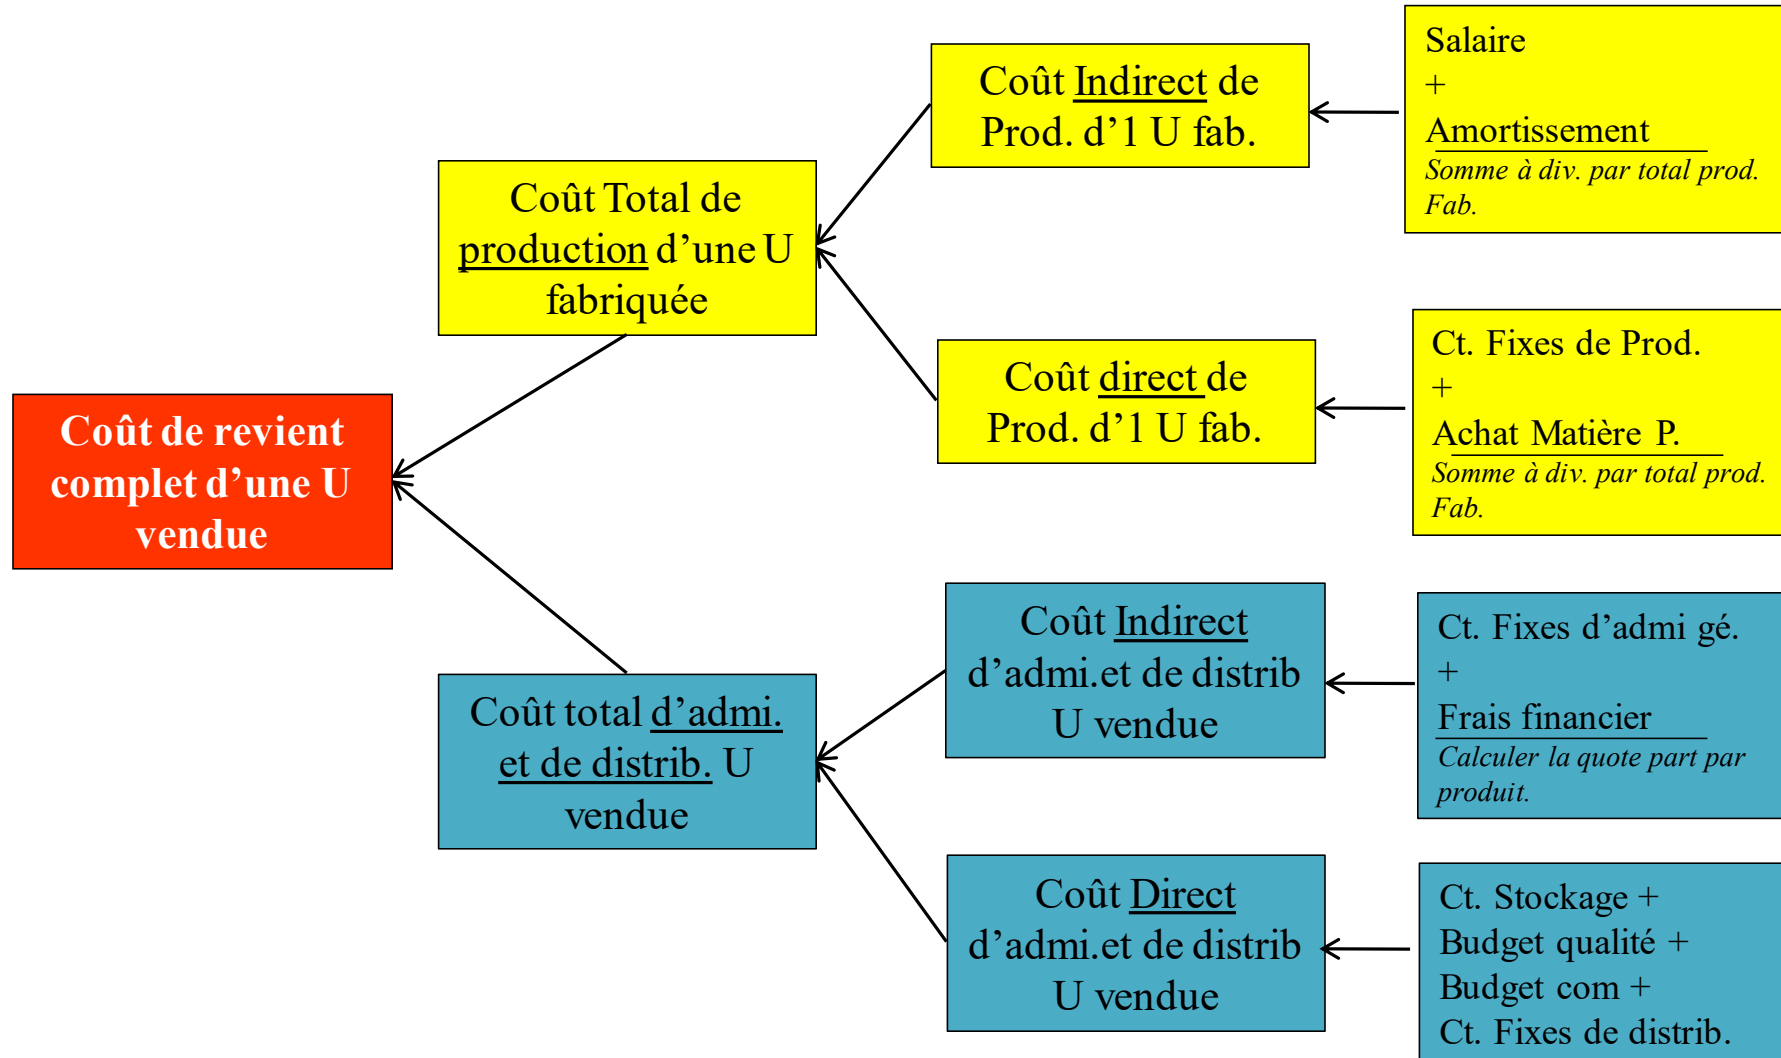 Coût de revient
complet d’une U
vendue
Coût Total de
production d’une U
fabriquée
Coût Indirect de
Prod. d’1 U fab.
Salaire
+
Amortissement
Somme à div. par total prod.
Fab.
Coût direct de
Prod. d’1 U fab.
Ct. Fixes de Prod.
+
Achat Matière P.
Somme à div. par total prod.
Fab.
Coût total d’admi.
et de distrib. U
vendue
Coût Indirect
d’admi.et de distrib
U vendue
Ct. Fixes d’admi gé.
+
Frais financier
Calculer la quote part par
produit.
Coût Direct
d’admi.et de distrib
U vendue
Ct. Stockage +
Budget qualité +
Budget com +
Ct. Fixes de distrib.